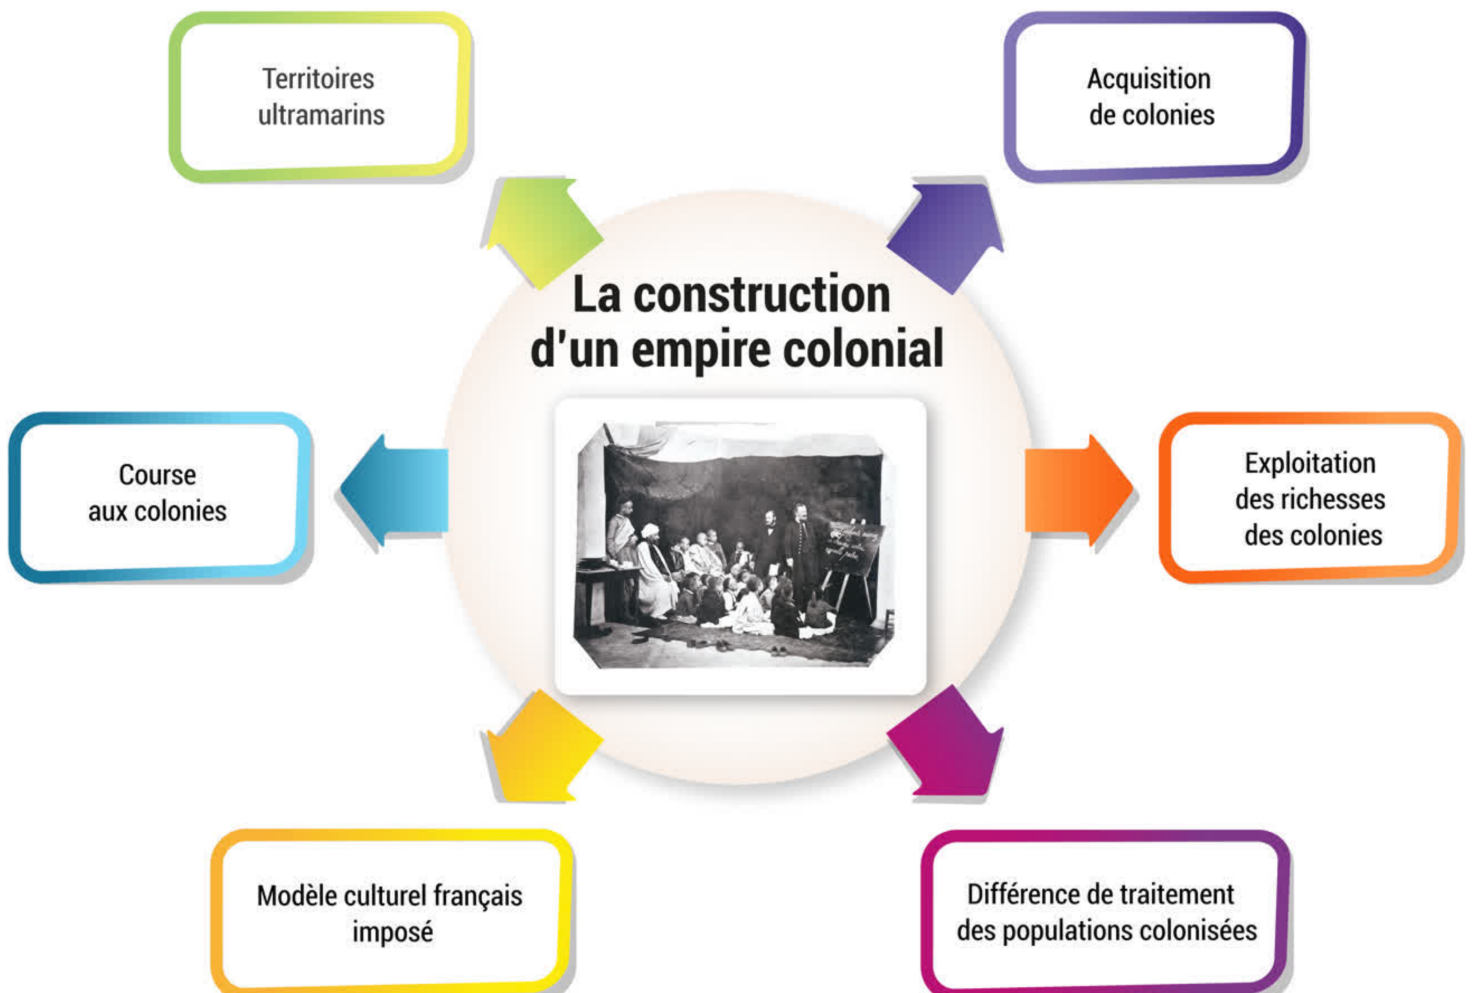 Territoires
ultramarins
Acquisition
de colonies
La construction
d'un empire colonial
Course
aux colonies
Exploitation
des richesses
des colonies
Modèle culturel français
imposé
Différence de traitement
des populations colonisées